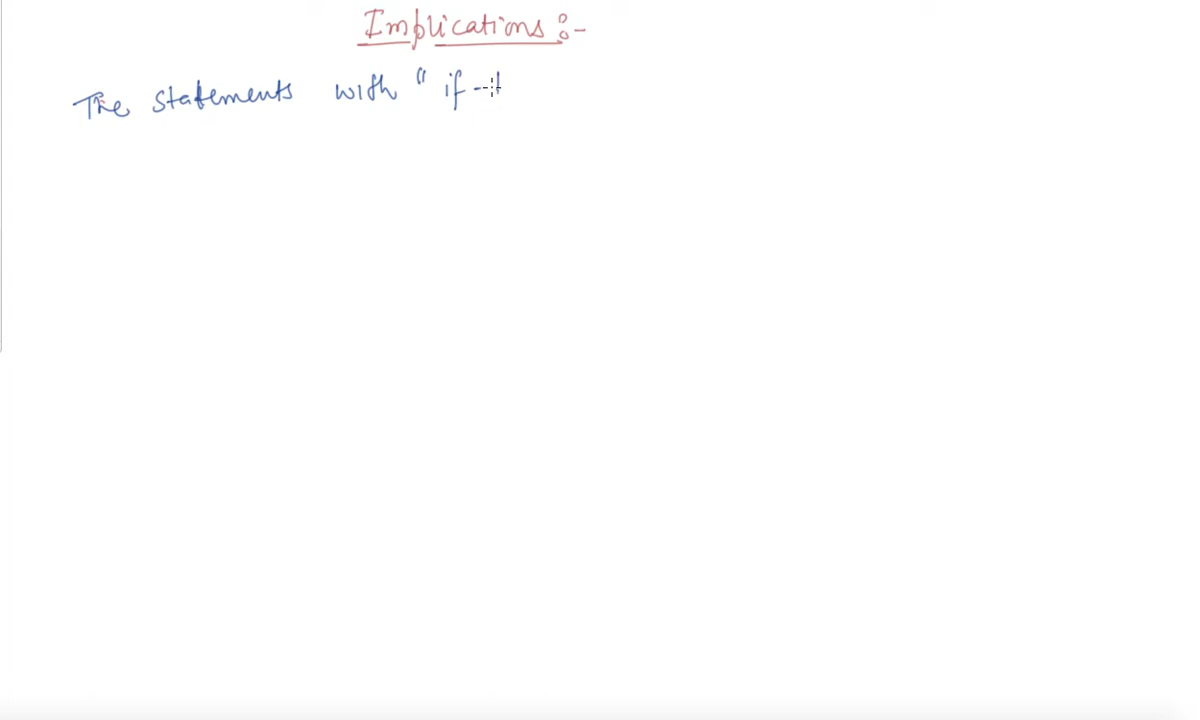 Implications :-
The statements with " if - t